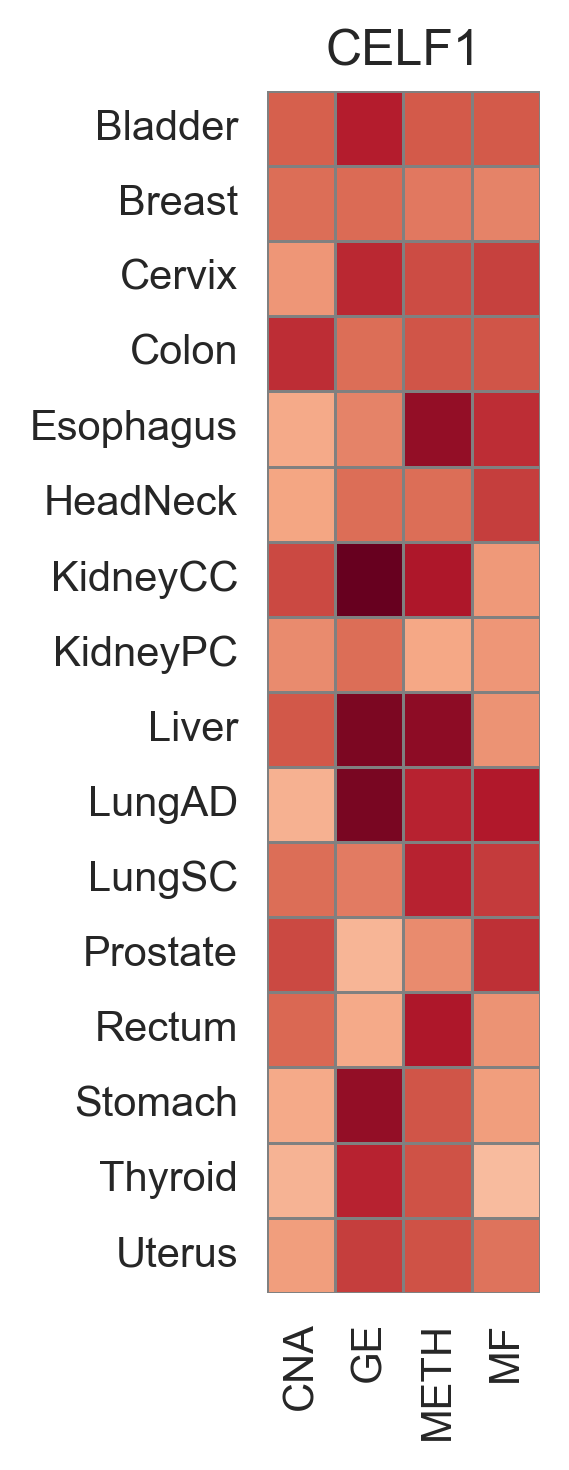 CELF1
Bladder
Breast
Cervix
Colon
Esophagus
HeadNeck
KidneyCC
KidneyPC
Liver
LungAD
LungSC
Prostate
Rectum
Stomach
Thyroid
Uterus
CNA
GE
METH
MF